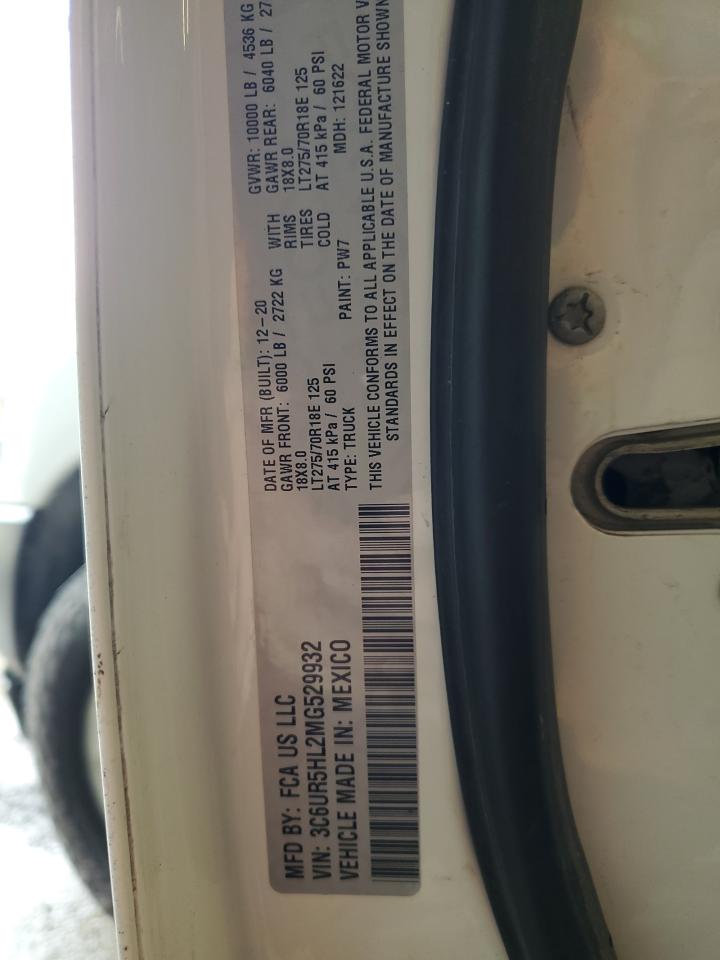 MFD BY: FCA US LLC
VIN: 3C6UR5HL2MG529932
VEHICLE MADE IN: MEXICO
DATE OF MFR (BUILT): 12-20 GVWR: 10000 LB / 4536 KG
GAWR FRONT: 6000 LB / 2722 KG WITH GAWR REAR: 6040 LB /
18X8.0 RIMS 18X8.0
LT275/70R18E 125 TIRES LT275/70R18E 125
AT 415 kPa / 60 PSI COLD AT 415 kPa / 60 PSI
TYPE: TRUCK PAINT: PW7 MDH: 121622
THIS VEHICLE CONFORMS TO ALL APPLICABLE U.S.A. FEDERAL MOTOR
STANDARDS IN EFFECT ON THE DATE OF MANUFACTURE SHOWN